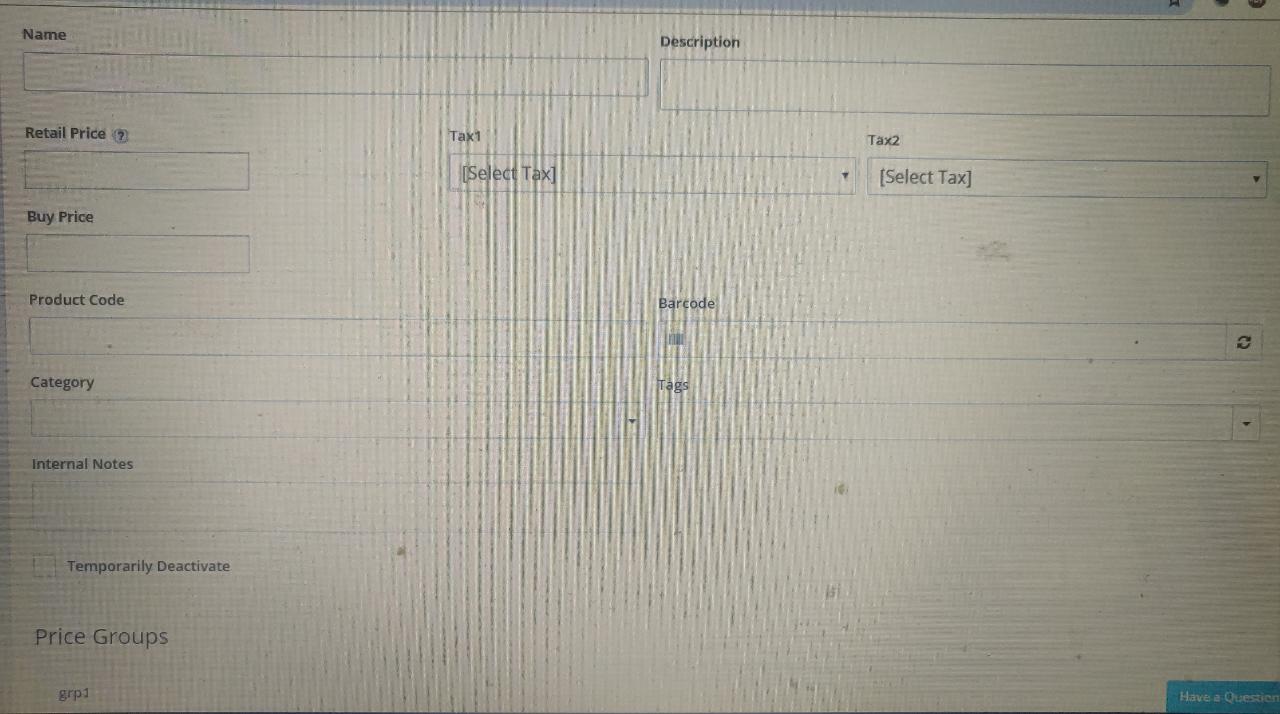 Name
Description
Retail Price ?
Tax1
Tax2
[Select Tax]
[Select Tax]
Buy Price
Product Code
Barcode
Category
Tags
Internal Notes
Temporarily Deactivate
Price Groups
grp1
Have a Question